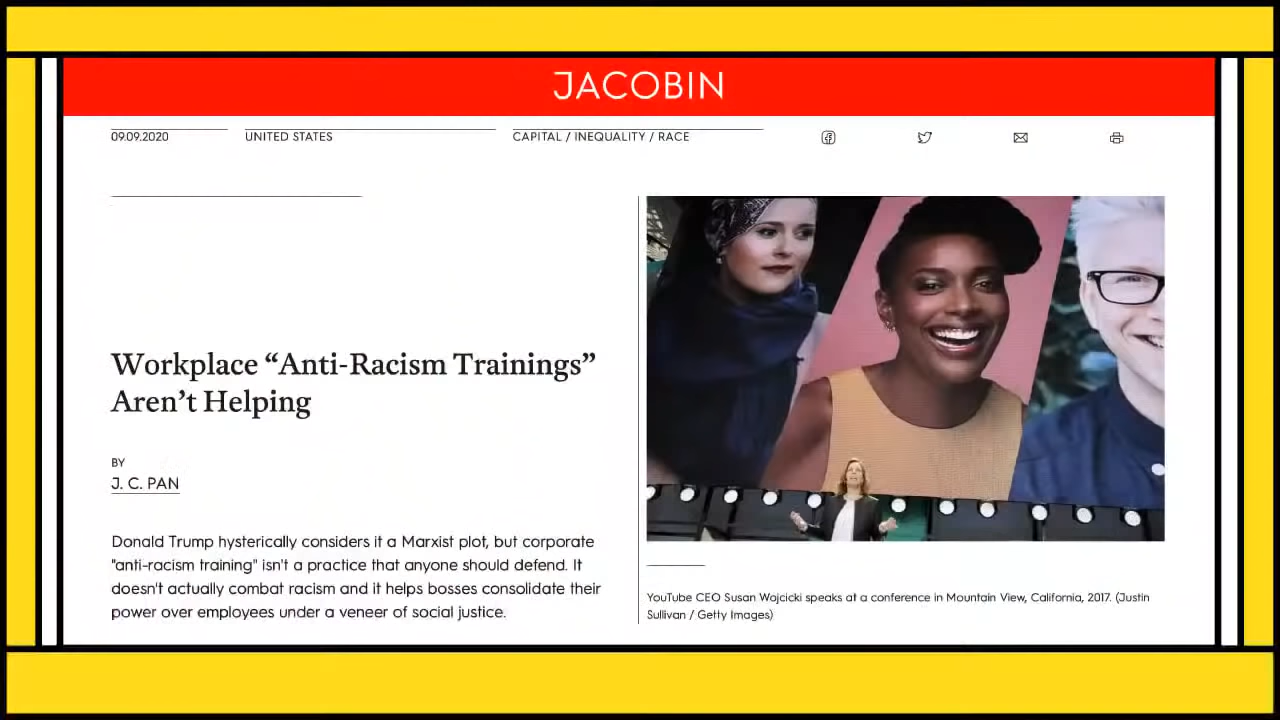 JACOBIN
09.09.2020
UNITED STATES
CAPITAL / INEQUALITY / RACE
Workplace “Anti-Racism Trainings”
Aren’t Helping
BY
J. C. PAN
Donald Trump hysterically considers it a Marxist plot, but corporate
"anti-racism training" isn't a practice that anyone should defend. It
doesn't actually combat racism and it helps bosses consolidate their
power over employees under a veneer of social justice.
YouTube CEO Susan Wojcicki speaks at a conference in Mountain View, California, 2017. (Justin
Sullivan / Getty Images)